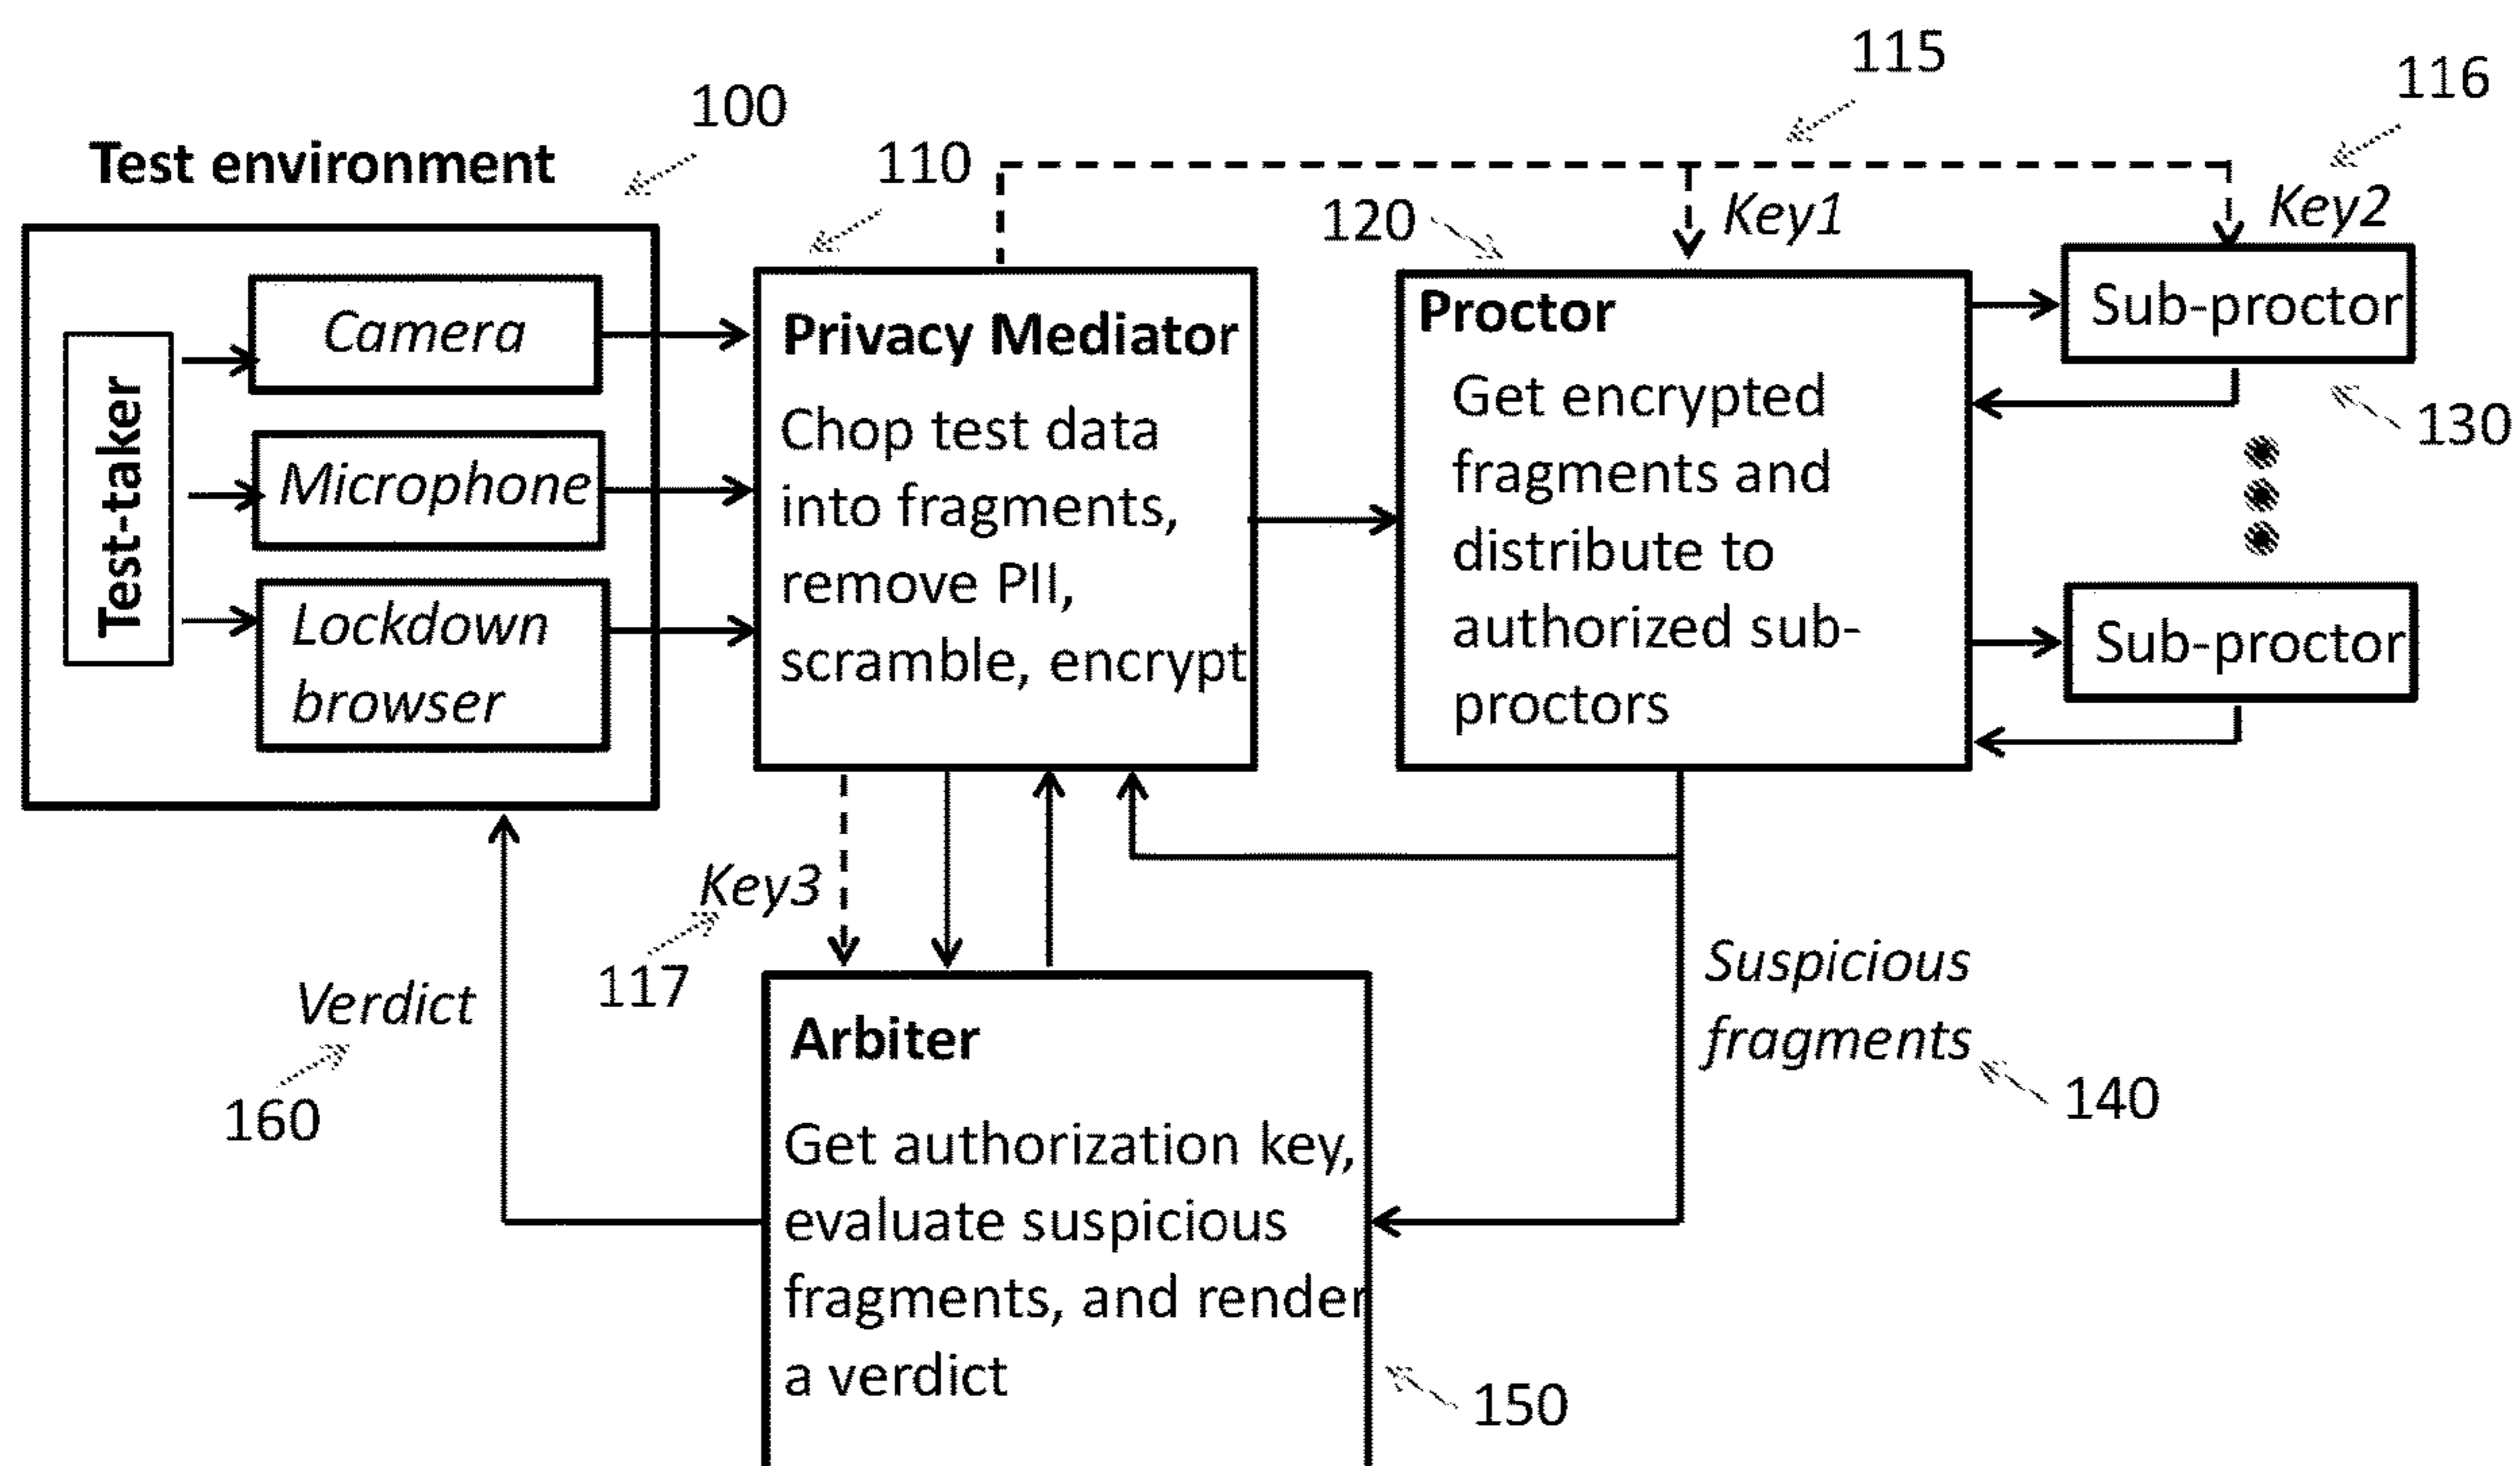 115
116
100
Test environment
110
120
Key1
Key2
Test-taker
Camera
Microphone
Lockdown
browser
Privacy Mediator
Chop test data
into fragments,
remove PII,
scramble, encrypt
Proctor
Get encrypted
fragments and
distribute to
authorized sub-
proctors
Sub-proctor
130
Sub-proctor
Key3
117
Verdict
160
Suspicious
fragments
140
Arbiter
Get authorization key,
evaluate suspicious
fragments, and render
a verdict
150